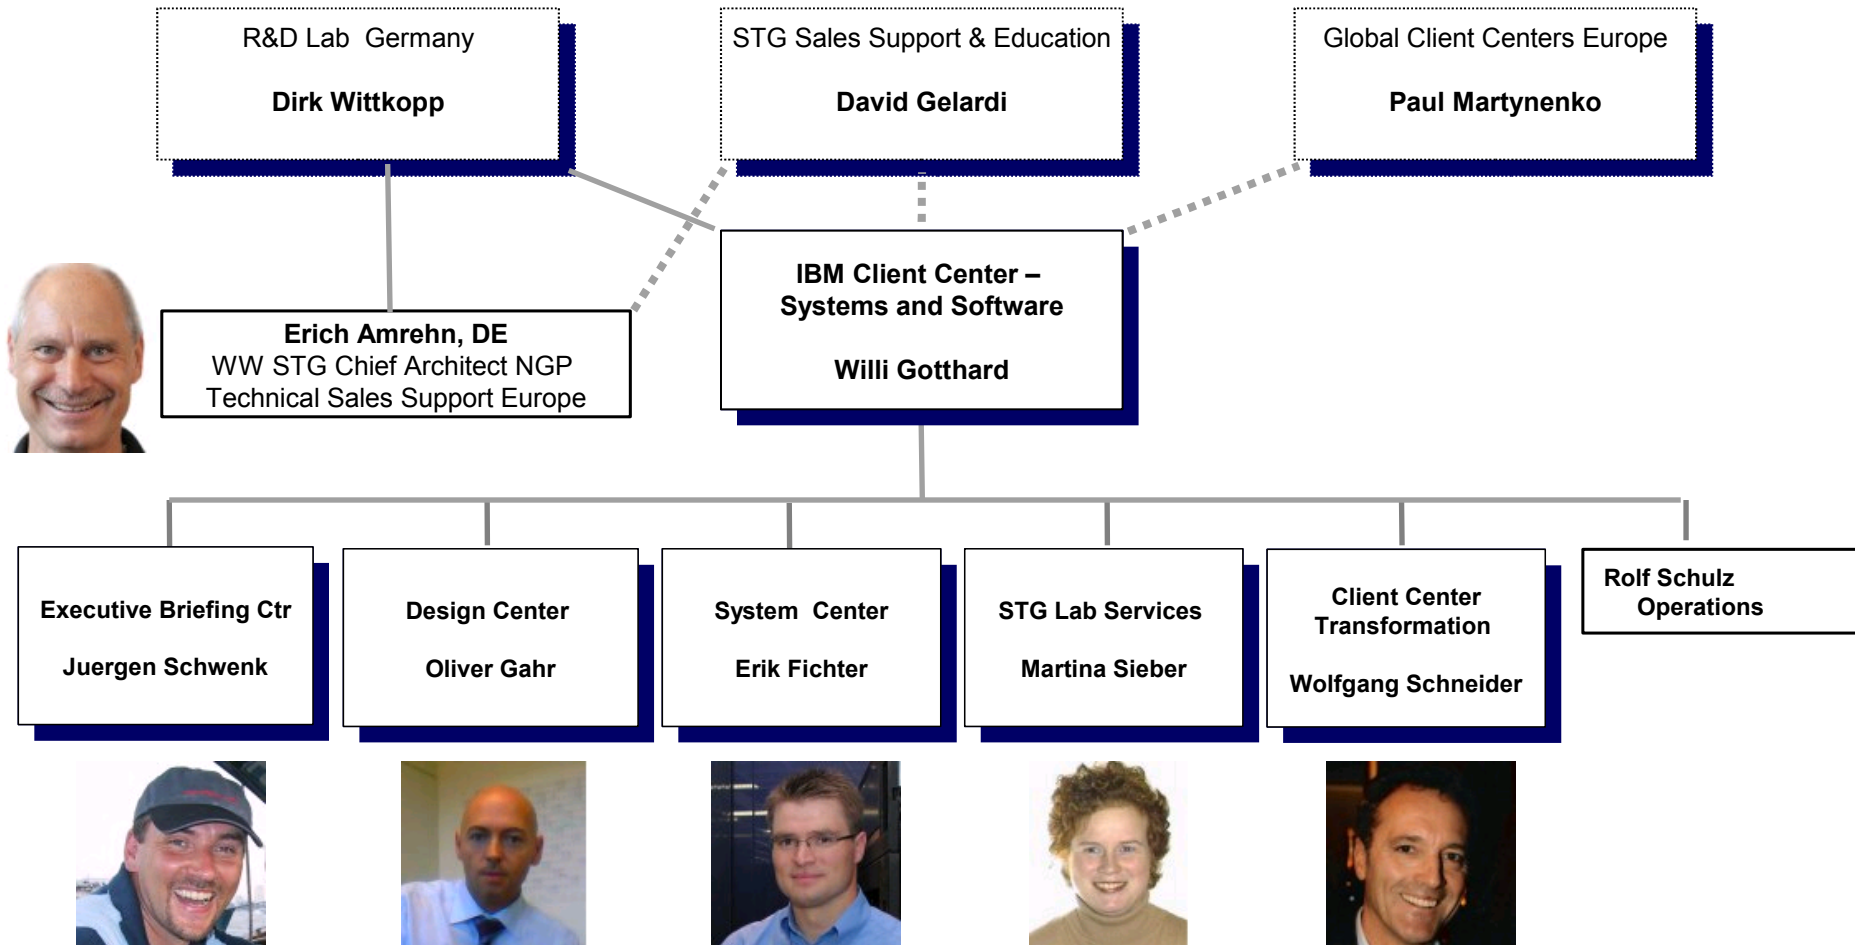 R&D Lab  Germany
Dirk Wittkopp
STG Sales Support & Education
David Gelardi
Global Client Centers Europe
Paul Martynenko
IBM Client Center –
Systems and Software
Willi Gotthard
Erich Amrehn, DE
WW STG Chief Architect NGP
Technical Sales Support Europe
Executive Briefing Ctr
Juergen Schwenk
Design Center
Oliver Gahr
System  Center
Erik Fichter
STG Lab Services
Martina Sieber
Client Center
Transformation
Wolfgang Schneider
Rolf Schulz
Operations